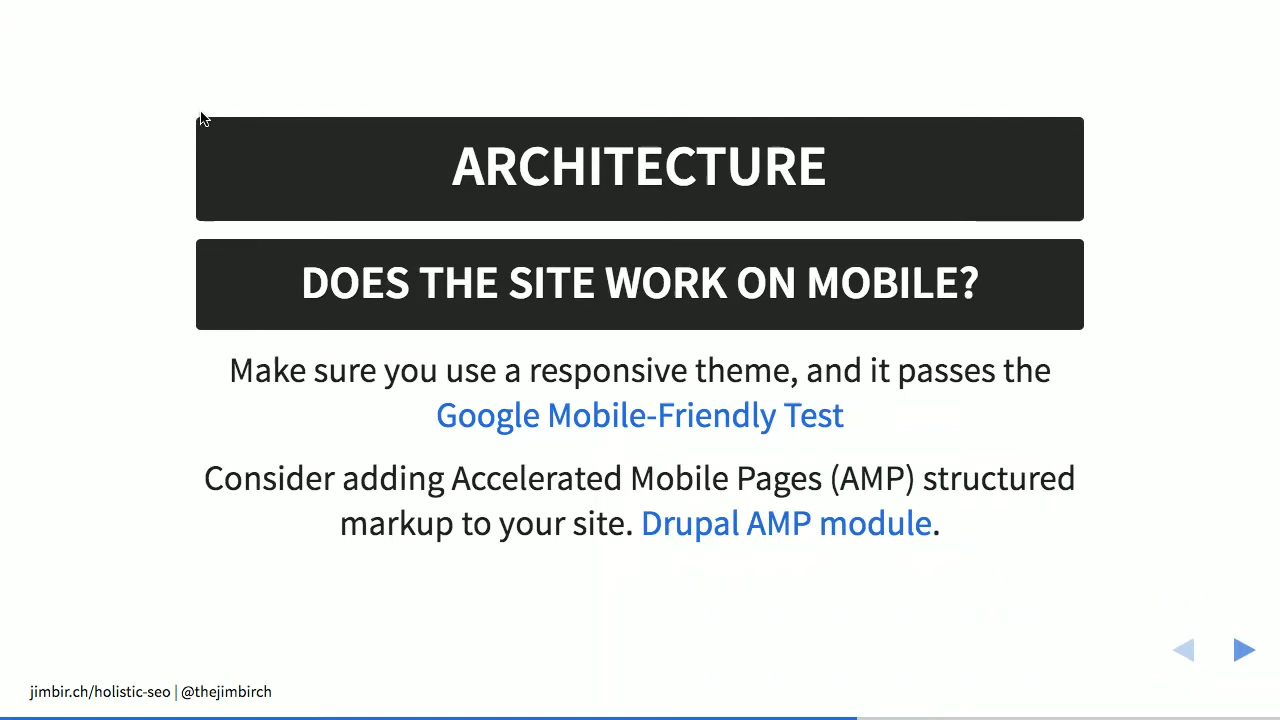 ARCHITECTURE
DOES THE SITE WORK ON MOBILE?
Make sure you use a responsive theme, and it passes the
Google Mobile-Friendly Test
Consider adding Accelerated Mobile Pages (AMP) structured
markup to your site. Drupal AMP module.
jimbir.ch/holistic-seo | @thejimbirch